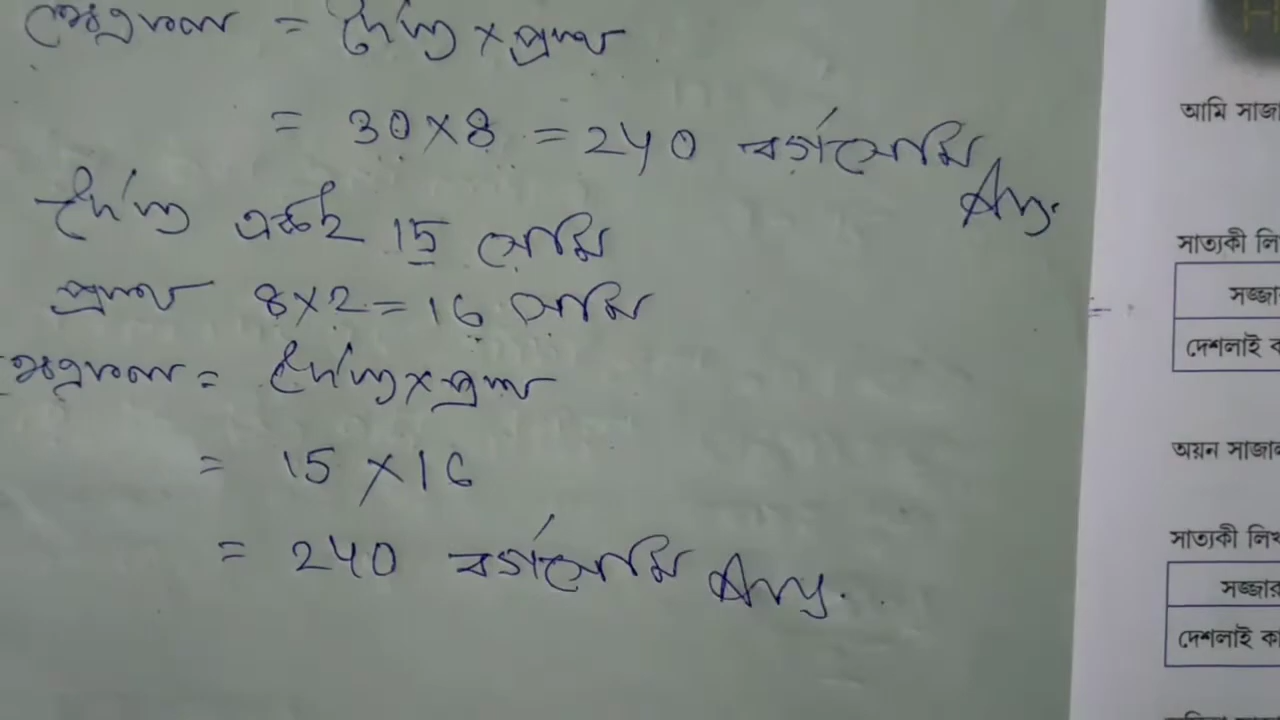 ক্ষেত্রফল = দৈর্ঘ্য × প্রস্থ
= 30 × 8 = 240 বর্গসেমি
Ans.
দৈর্ঘ্য একই 15 সেমি
প্রস্থ 8 × 2 = 16 সেমি
ক্ষেত্রফল = দৈর্ঘ্য × প্রস্থ
= 15 × 16
= 240 বর্গসেমি Ans.
আমি সাজা
সাত্যকী লি
সজ্জা
দেশলাই ক
অয়ন সাজাল
সাত্যকী লিখ
সজ্জার
দেশলাই কা